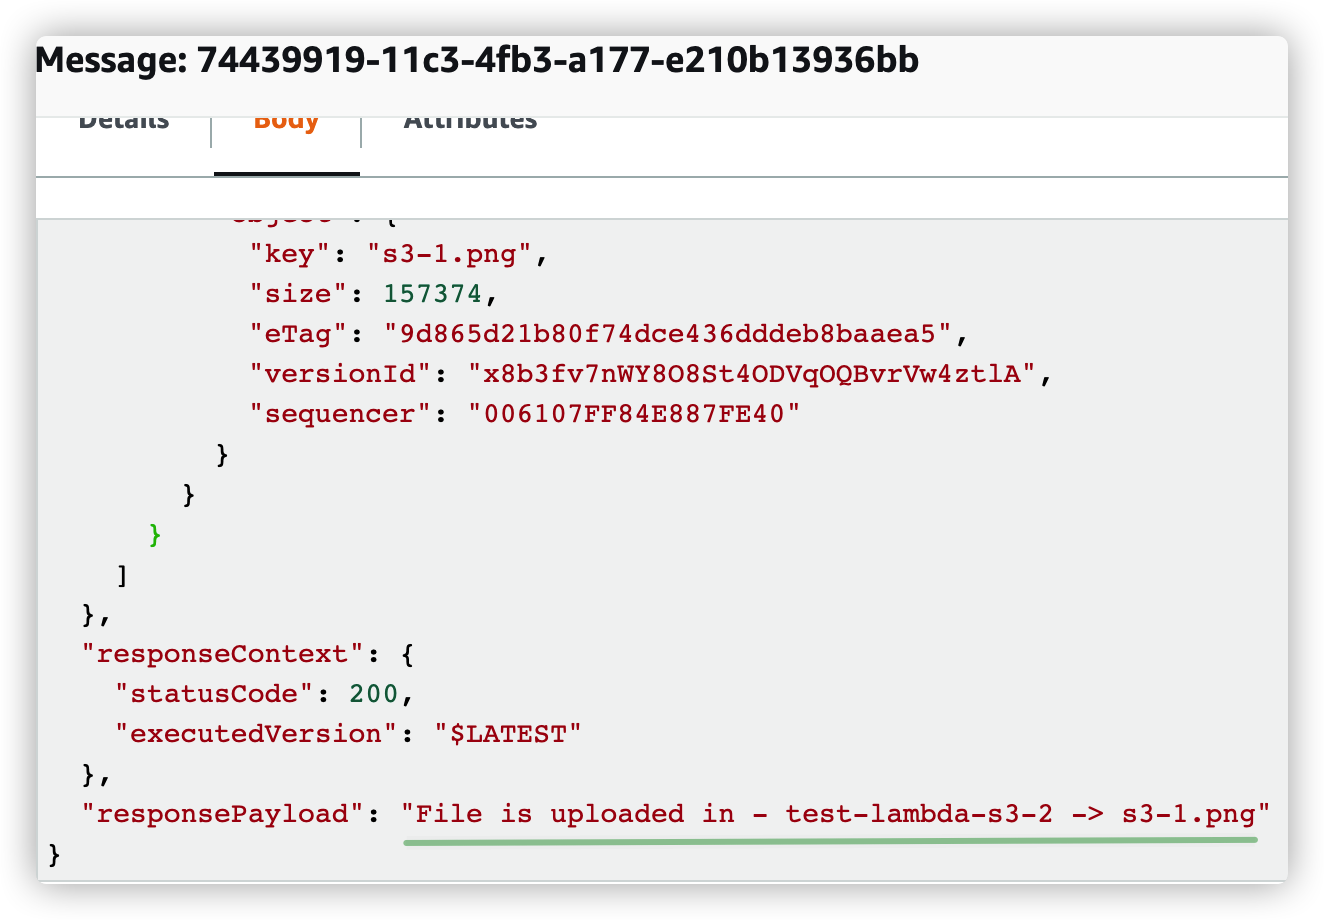 Message: 74439919-11c3-4fb3-a177-e210b13936bb
Details Body Attributes
"object": {
"key": "s3-1.png",
"size": 157374,
"eTag": "9d865d21b80f74dce436dddeb8baaea5",
"versionId": "x8b3fv7nWY8O8St4ODVqOQBvrVw4ztlA",
"sequencer": "006107FF84E887FE40"
}
}
}
]
},
"responseContext": {
"statusCode": 200,
"executedVersion": "$LATEST"
},
"responsePayload": "File is uploaded in - test-lambda-s3-2 -> s3-1.png"
}